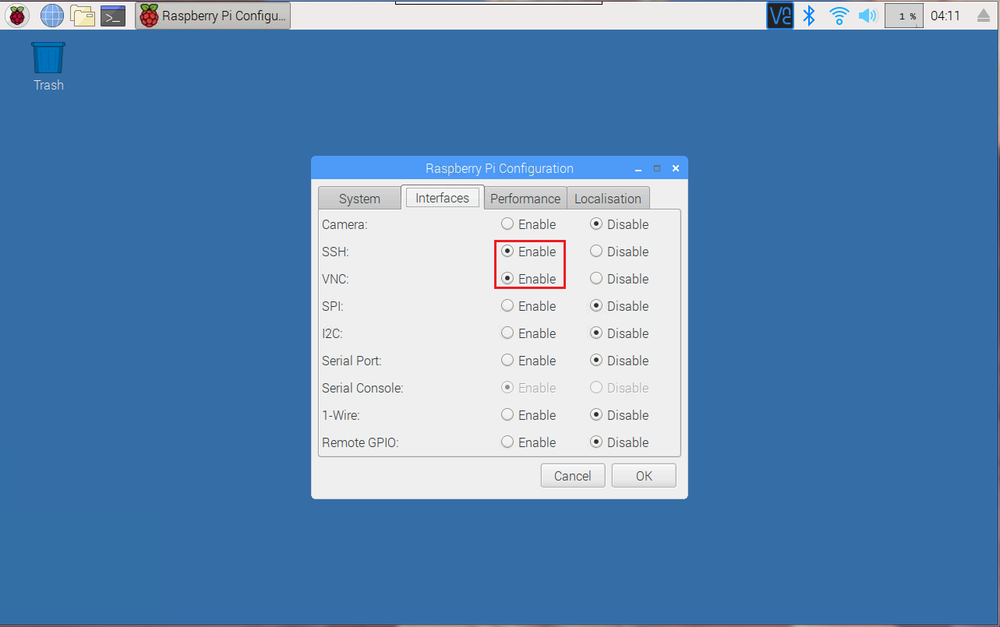 Raspberry Pi Configu...
VNC
1 %
04:11
Trash
Raspberry Pi Configuration
System Interfaces Performance Localisation
Camera: Enable Disable
SSH: Enable Disable
VNC: Enable Disable
SPI: Enable Disable
I2C: Enable Disable
Serial Port: Enable Disable
Serial Console: Enable Disable
1-Wire: Enable Disable
Remote GPIO: Enable Disable
Cancel OK